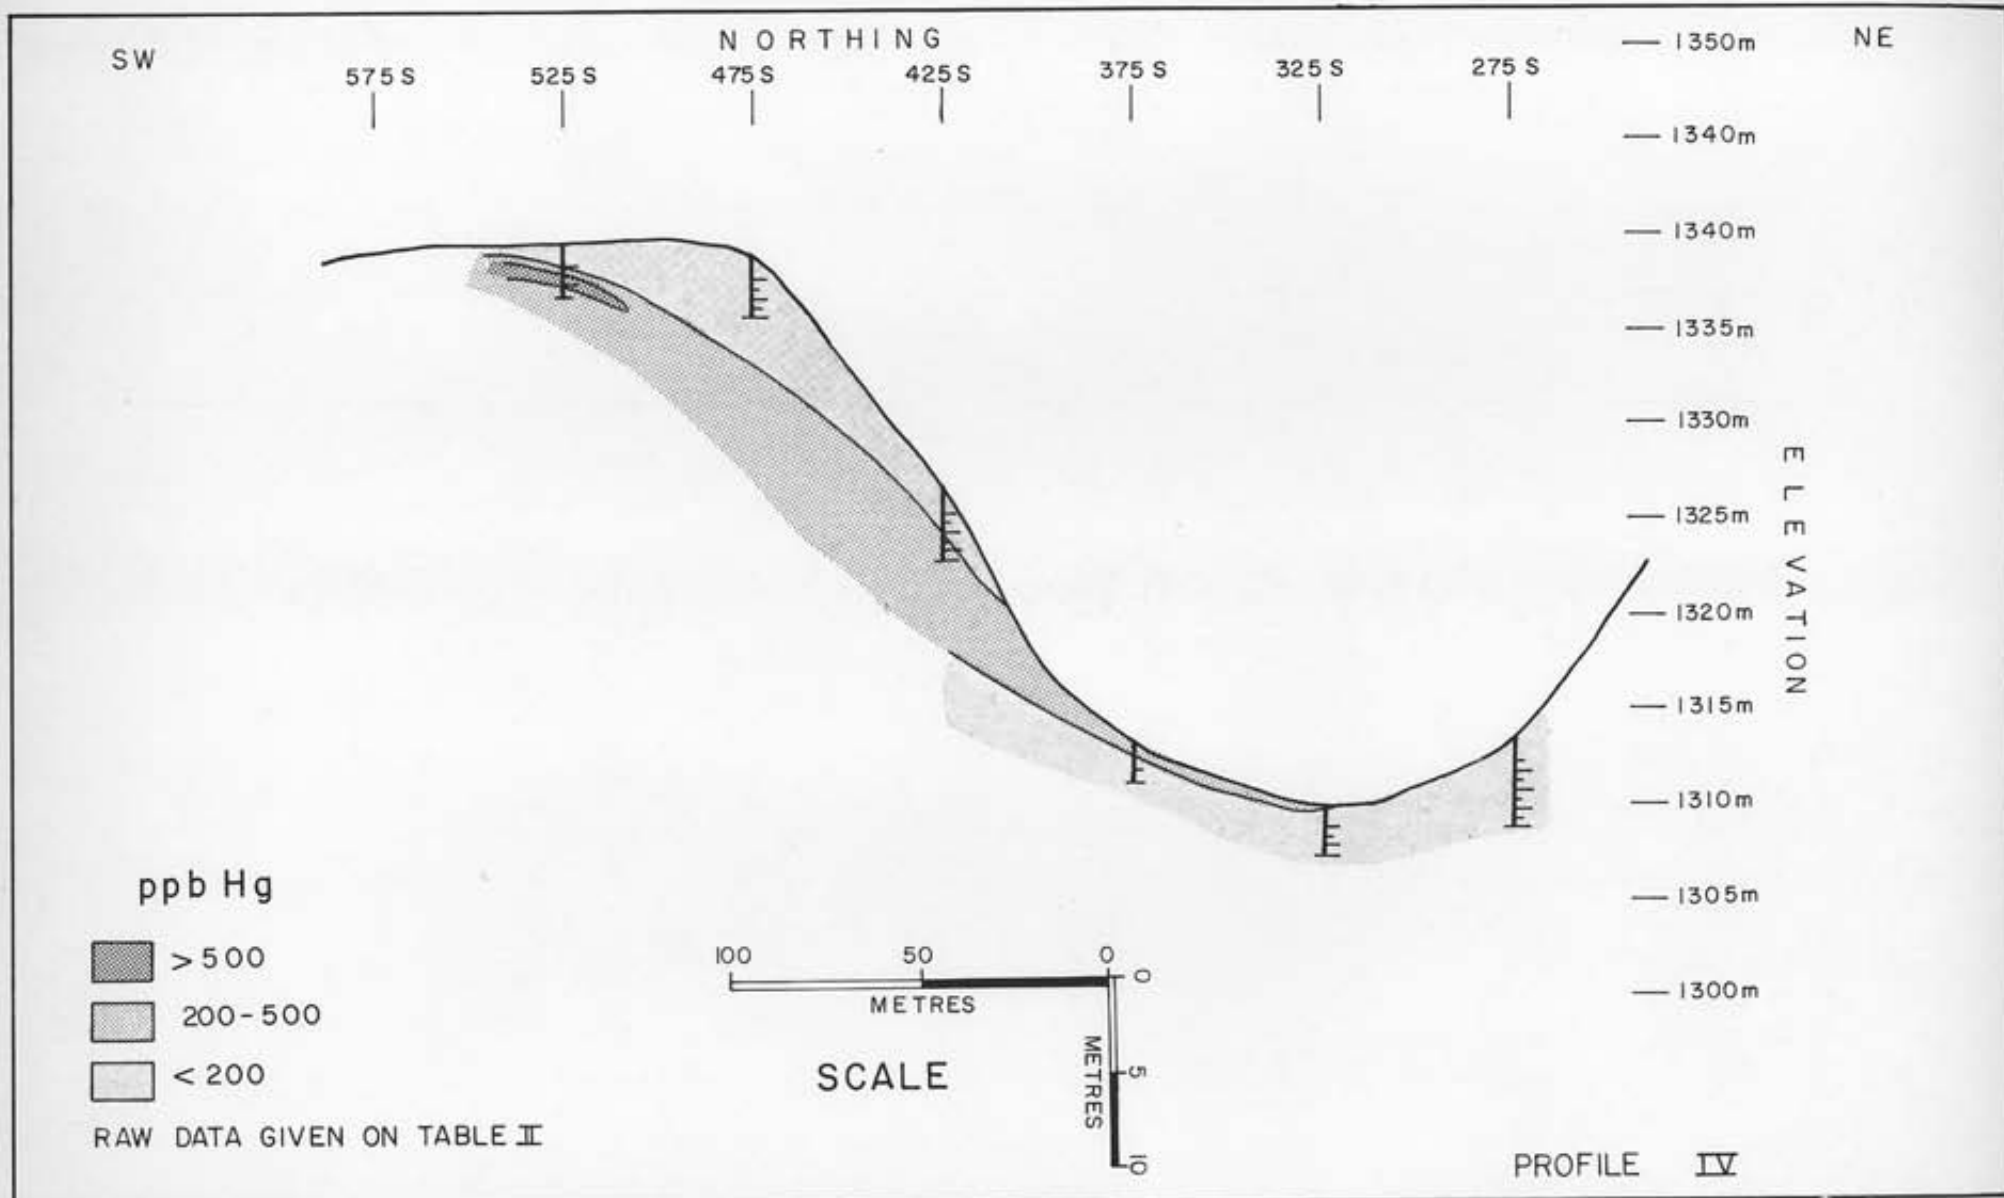 SW
NORTHING
NE
575 S
525 S
475 S
425 S
375 S
325 S
275 S
1350m
1340m
1340m
1335m
1330m
1325m
1320m
1315m
1310m
1305m
1300m
ELEVATION
ppb Hg
>500
200-500
<200
RAW DATA GIVEN ON TABLE II
100 50 0
METRES
0
5
10
METRES
SCALE
PROFILE IV